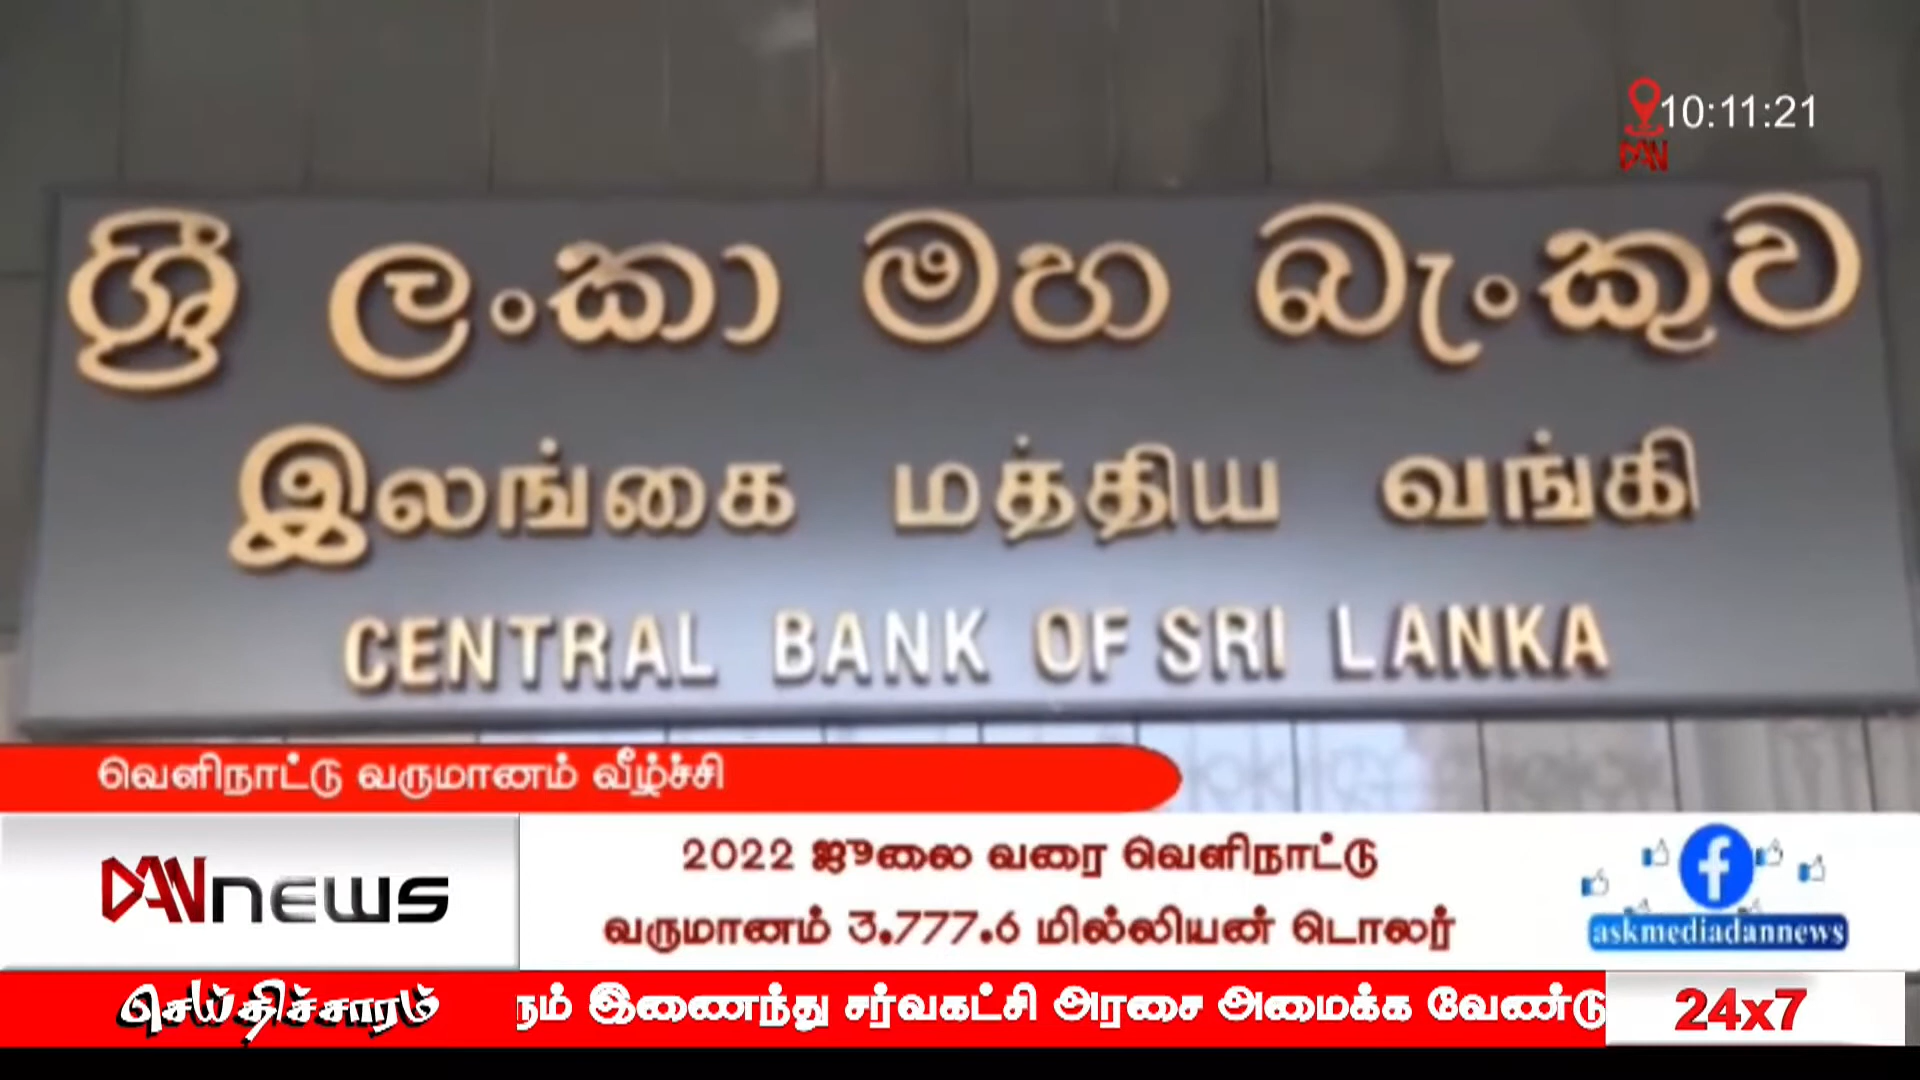 10:11:21
DAN
ශ්‍රී ලංකා මහ බැංකුව
இலங்கை மத்திய வங்கி
CENTRAL BANK OF SRI LANKA
வெளிநாட்டு வருமானம் வீழ்ச்சி
DAN NEWS
2022 ஜுலை வரை வெளிநாட்டு
வருமானம் 3.777.6 மில்லியன் டொலர்
askmediadannews
செய்திச்சாரம்
இணைந்து சர்வகட்சி அரசை அமைக்க வேண்டு
24x7